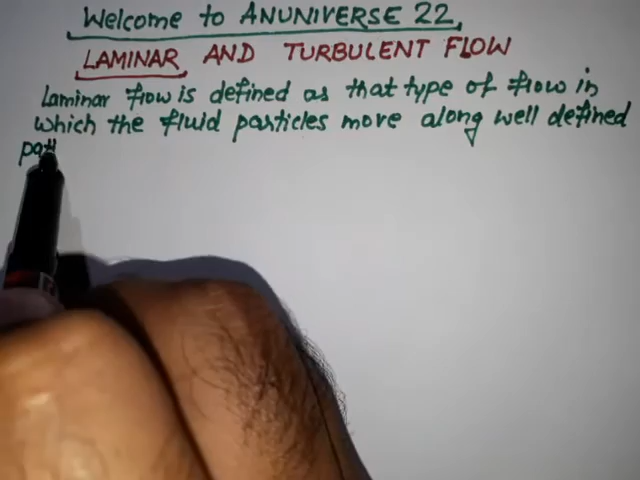 Welcome to ANUNIVERSE 22,
LAMINAR AND TURBULENT FLOW
Laminar flow is defined as that type of flow in
which the fluid particles move along well defined